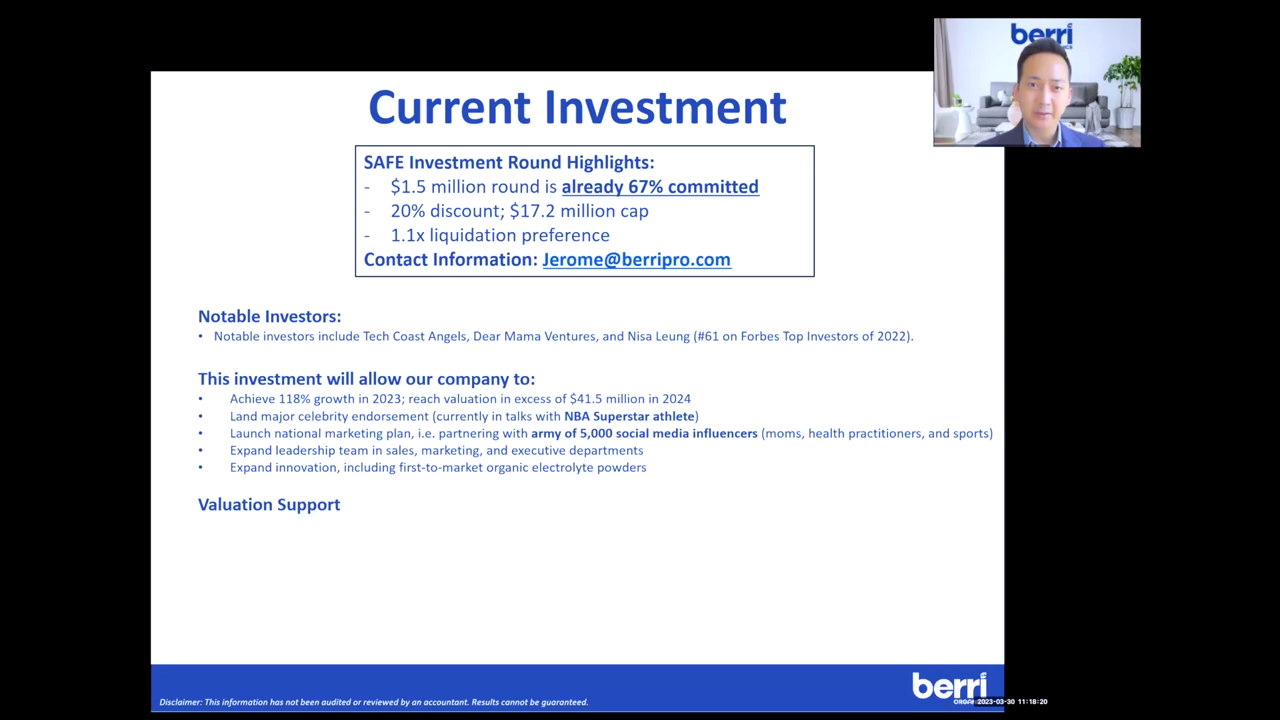 berri
Current Investment
SAFE Investment Round Highlights:
- $1.5 million round is already 67% committed
- 20% discount; $17.2 million cap
- 1.1x liquidation preference
Contact Information: Jerome@berripro.com
Notable Investors:
• Notable investors include Tech Coast Angels, Dear Mama Ventures, and Nisa Leung (#61 on Forbes Top Investors of 2022).
This investment will allow our company to:
• Achieve 118% growth in 2023; reach valuation in excess of $41.5 million in 2024
• Land major celebrity endorsement (currently in talks with NBA Superstar athlete)
• Launch national marketing plan, i.e. partnering with army of 5,000 social media influencers (moms, health practitioners, and sports)
• Expand leadership team in sales, marketing, and executive departments
• Expand innovation, including first-to-market organic electrolyte powders
Valuation Support
berri
Disclaimer: This information has not been audited or reviewed by an accountant. Results cannot be guaranteed.
2023-03-30 11:18:20